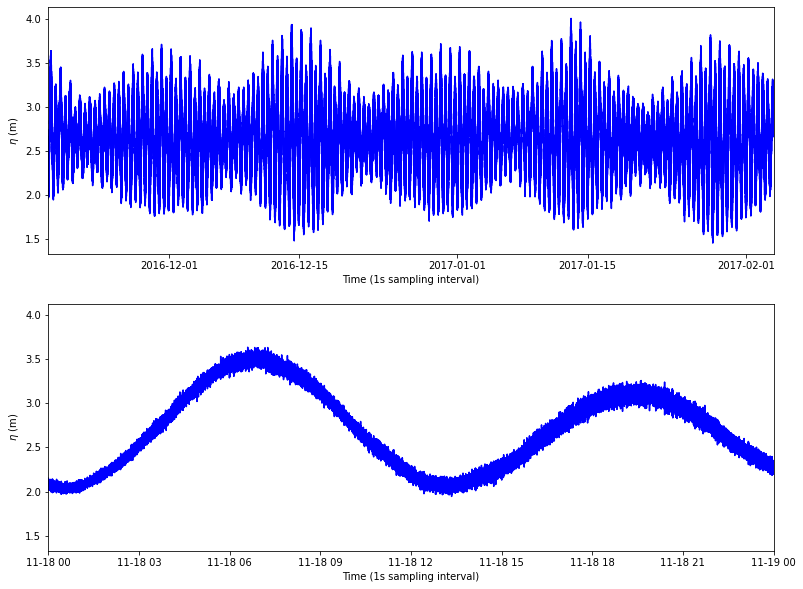 4.0
3.5
3.0
2.5
2.0
1.5
η (m)
2016-12-01 2016-12-15 2017-01-01 2017-01-15 2017-02-01
Time (1s sampling interval)
4.0
3.5
3.0
2.5
2.0
1.5
η (m)
11-18 00 11-18 03 11-18 06 11-18 09 11-18 12 11-18 15 11-18 18 11-18 21 11-19 00
Time (1s sampling interval)